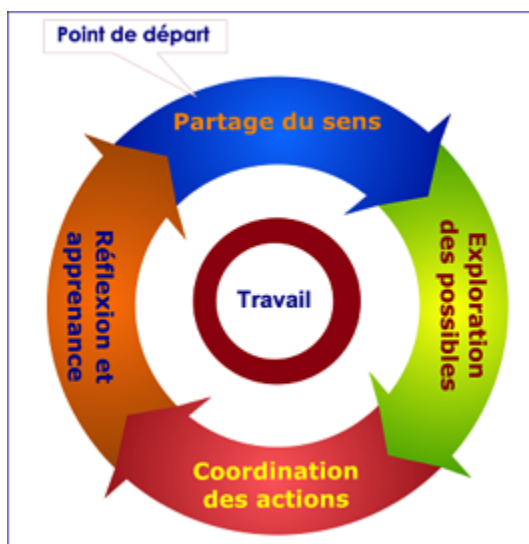 Point de départ
Partage du sens
Exploration
des possibles
Travail
Réflexion et
apprenance
Coordination
des actions